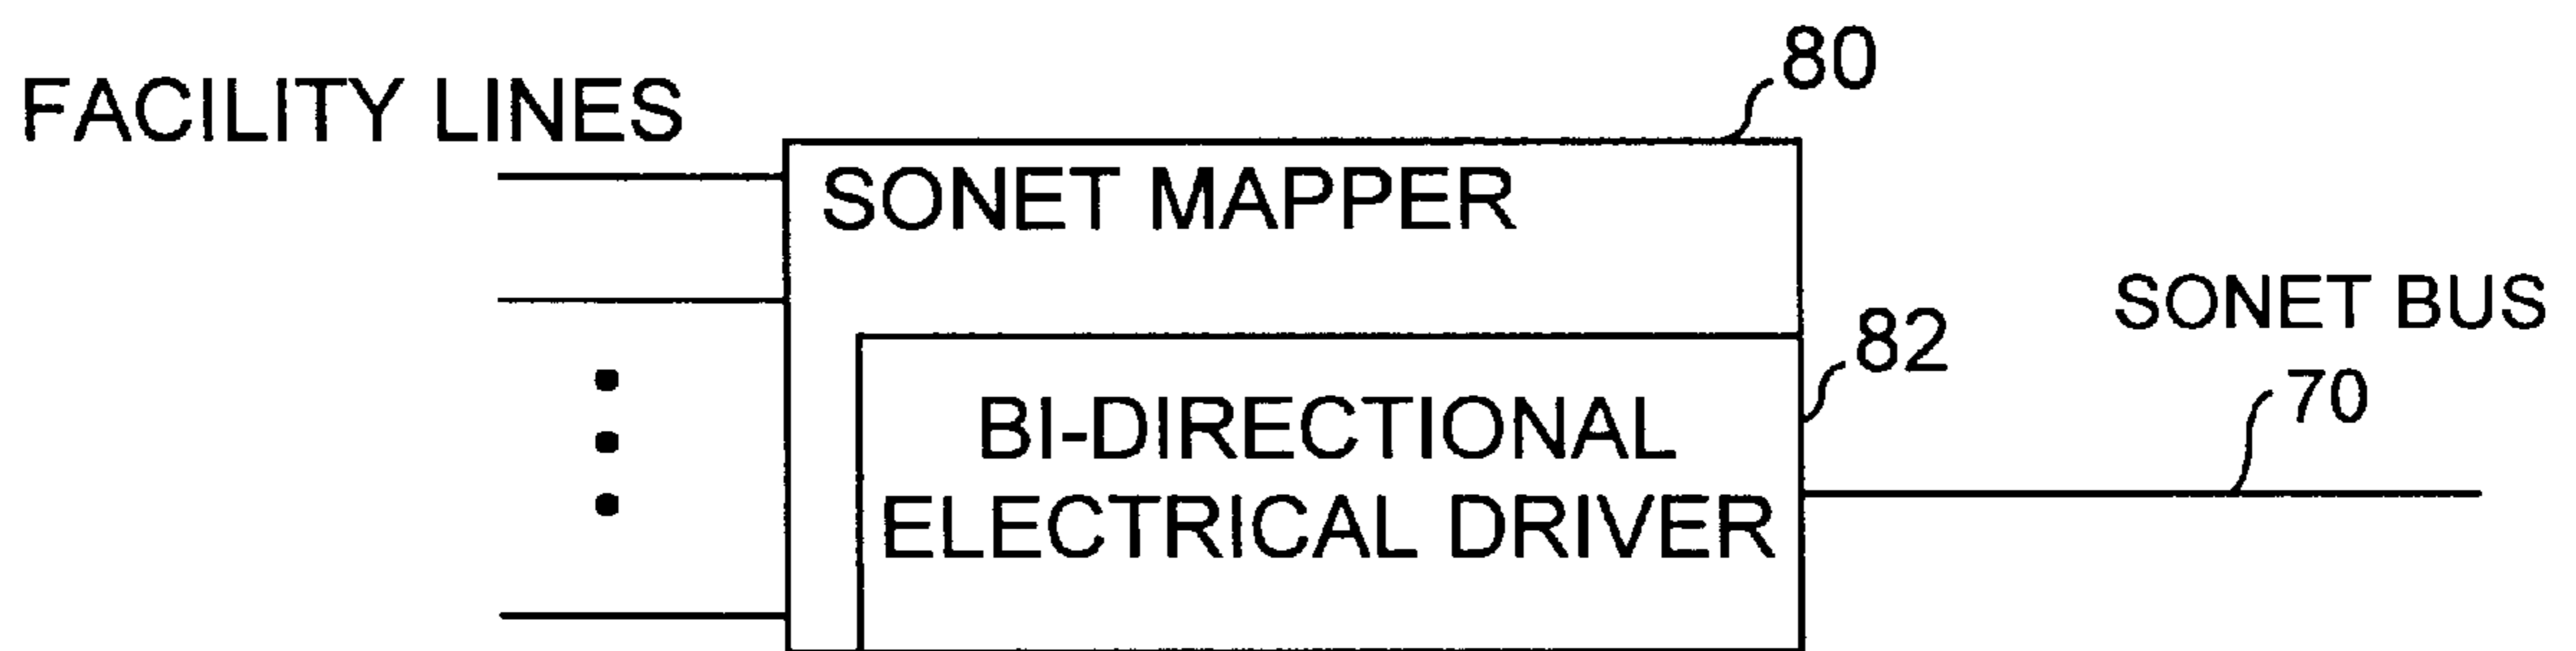 80
FACILITY LINES
SONET MAPPER
SONET BUS
82
70
BI-DIRECTIONAL
ELECTRICAL DRIVER